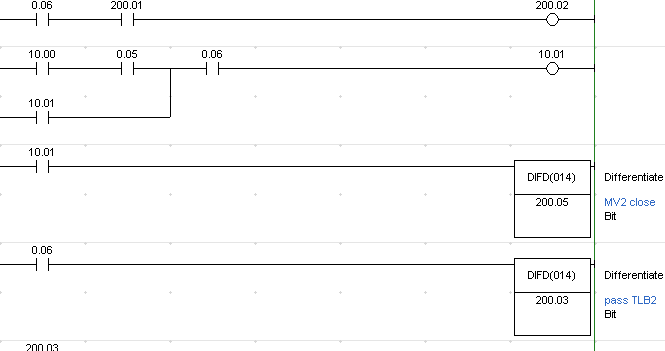 0.06 200.01 200.02
10.00 0.05 0.06 10.01
10.01
10.01
DIFD(014) Differentiate
200.05 MV2 close
Bit
0.06
DIFD(014) Differentiate
200.03 pass TLB2
Bit
200.03